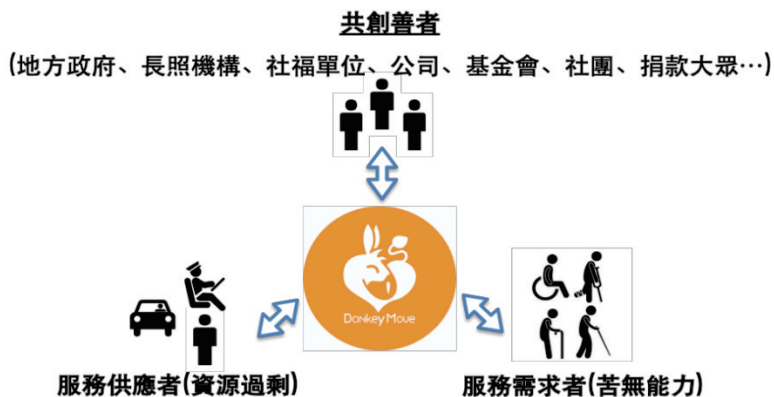 共創善者
(地方政府、長照機構、社福單位、公司、基金會、社團、捐款大眾⋯)
Donkey Move
服務供應者(資源過剩)
服務需求者(苦無能力)